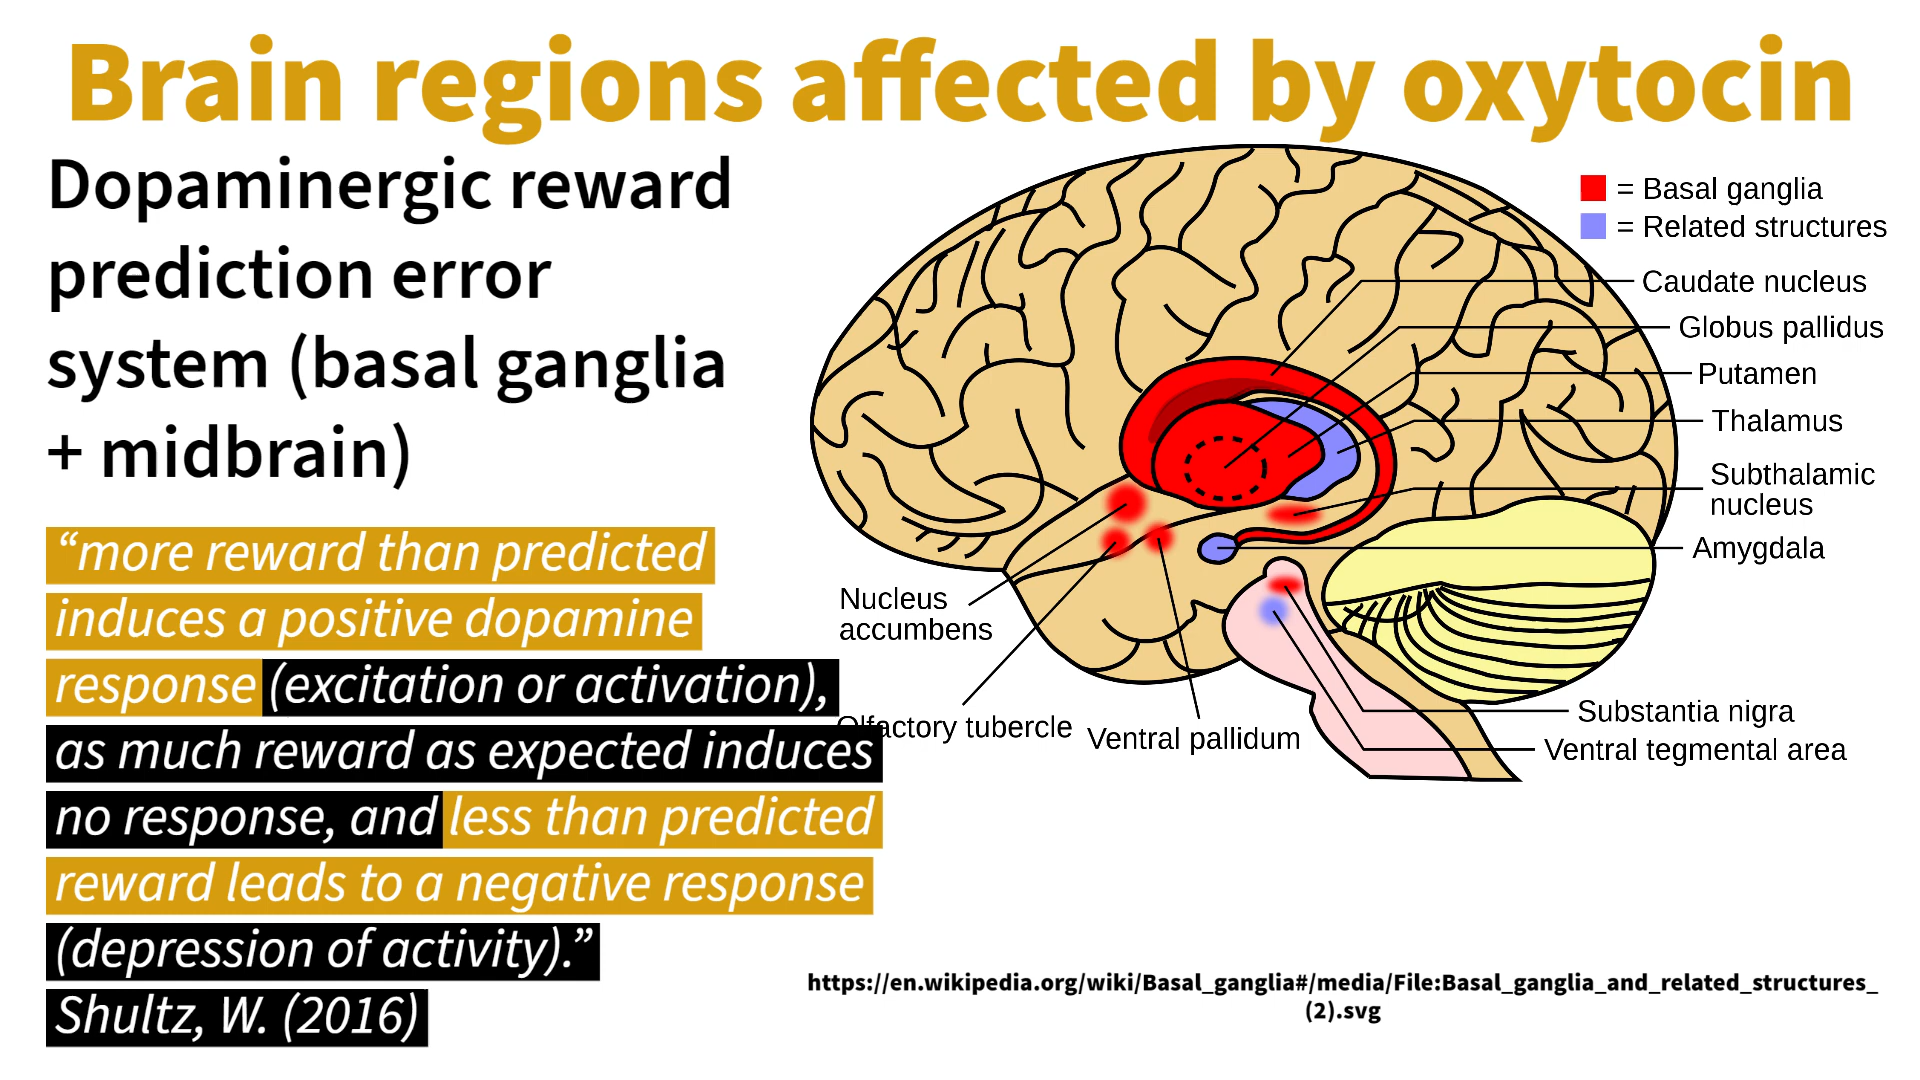 Brain regions affected by oxytocin
Dopaminergic reward
prediction error
system (basal ganglia
+ midbrain)
“more reward than predicted
induces a positive dopamine
response (excitation or activation),
as much reward as expected induces
no response, and less than predicted
reward leads to a negative response
(depression of activity).”
Shultz, W. (2016)
= Basal ganglia
= Related structures
Caudate nucleus
Globus pallidus
Putamen
Thalamus
Subthalamic
nucleus
Amygdala
Nucleus
accumbens
Olfactory tubercle
Ventral pallidum
Substantia nigra
Ventral tegmental area
https://en.wikipedia.org/wiki/Basal_ganglia#/media/File:Basal_ganglia_and_related_structures_
(2).svg